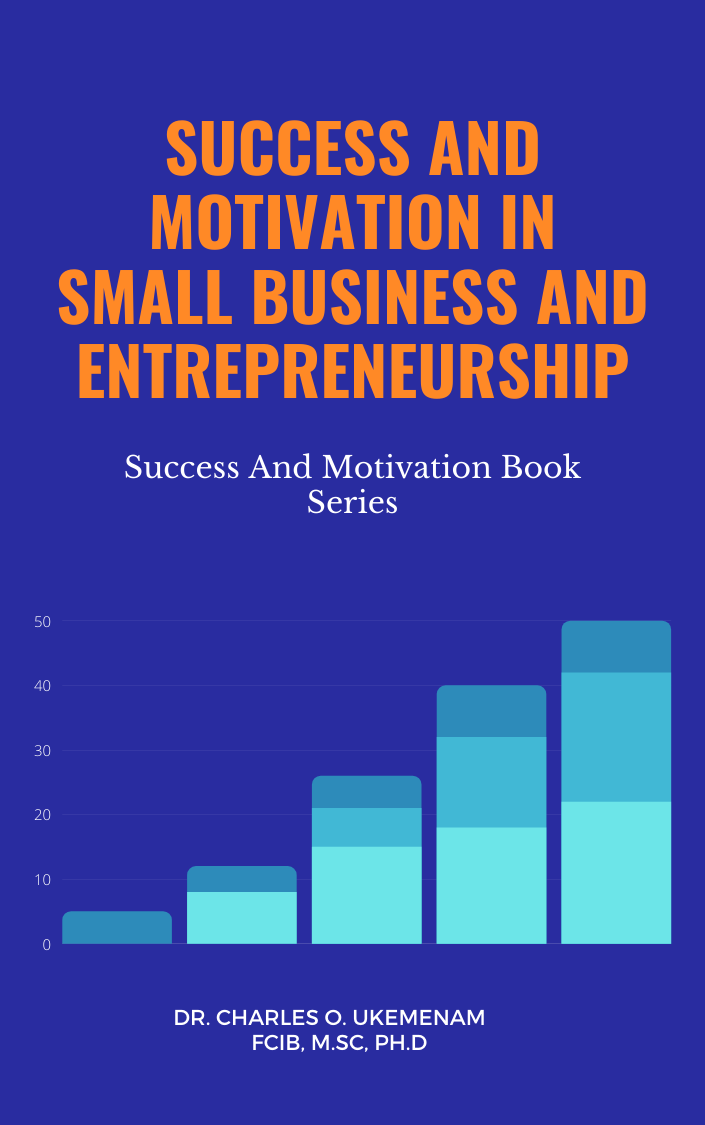 SUCCESS AND
MOTIVATION IN
SMALL BUSINESS AND
ENTREPRENEURSHIP
Success And Motivation Book
Series
50
40
30
20
10
0
DR. CHARLES O. UKEMENAM
FCIB, M.SC, PH.D